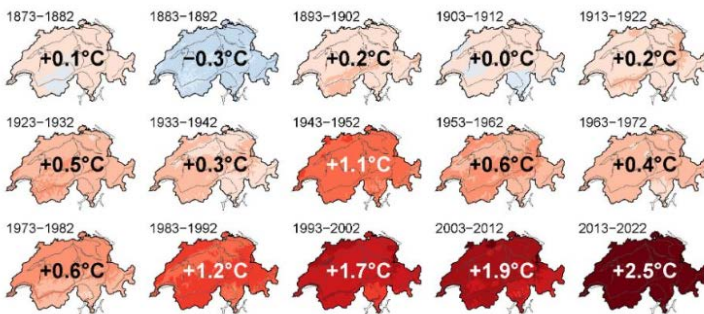 1873−1882 1883−1892 1893−1902 1903−1912 1913−1922
+0.1°C −0.3°C +0.2°C +0.0°C +0.2°C
1923−1932 1933−1942 1943−1952 1953−1962 1963−1972
+0.5°C +0.3°C +1.1°C +0.6°C +0.4°C
1973−1982 1983−1992 1993−2002 2003−2012 2013−2022
+0.6°C +1.2°C +1.7°C +1.9°C +2.5°C